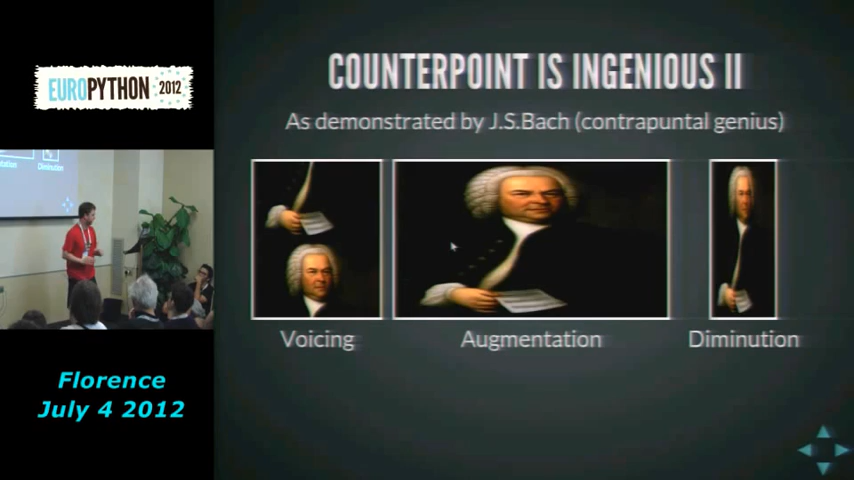 EUROPYTHON 2012
COUNTERPOINT IS INGENIOUS II
As demonstrated by J.S.Bach (contrapuntal genius)
Voicing
Augmentation
Diminution
Diminution
Florence
July 4 2012